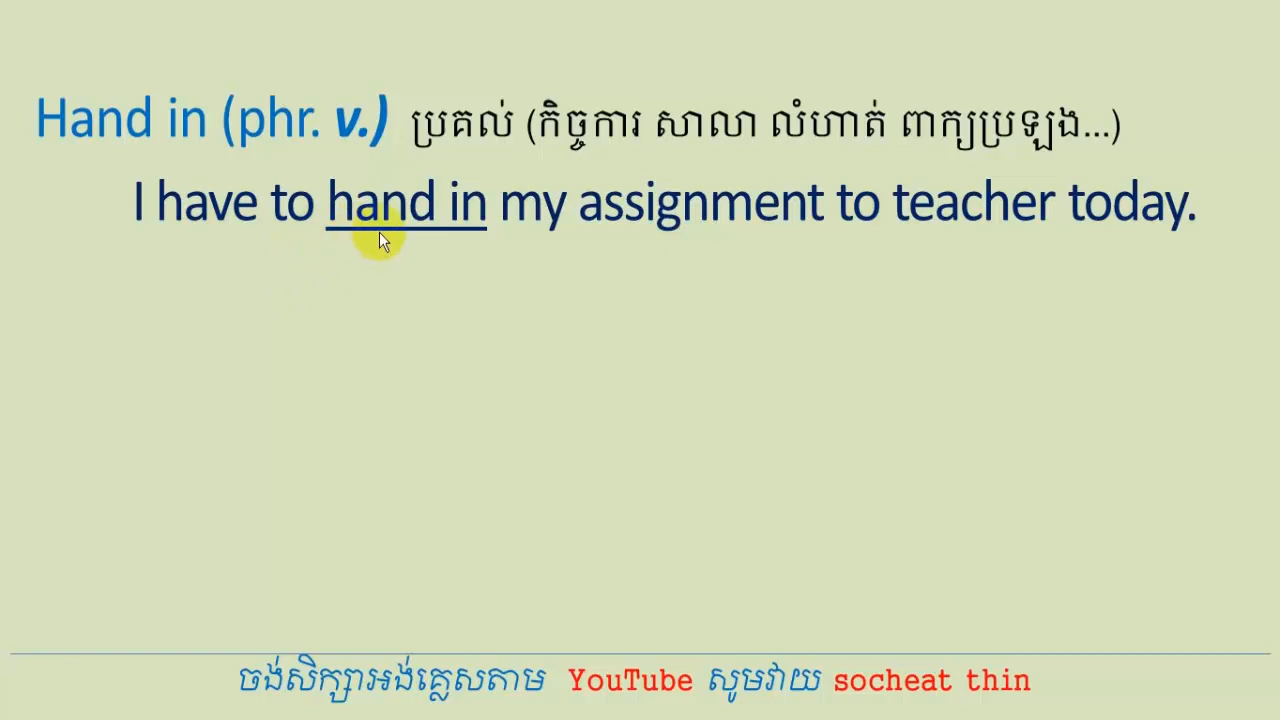 Hand in (phr. v.) ប្រគល់ (កិច្ចការ សាលា លំហាត់ ពាក្យប្រឡង...)
I have to hand in my assignment to teacher today.
ចង់សិក្សាអង់គ្លេសតាម YouTube សូមវាយ socheat thin